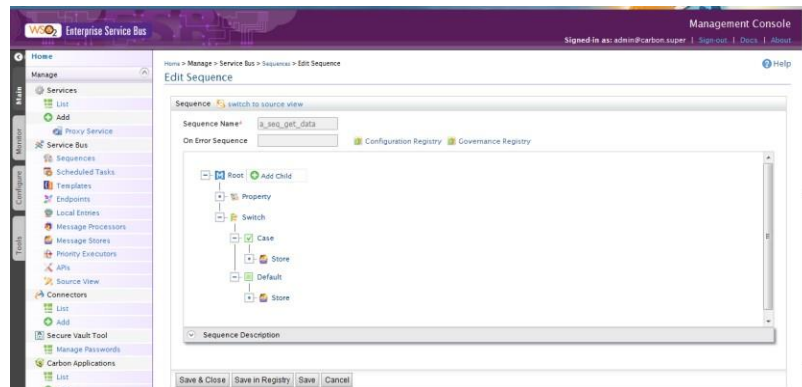 WSO2 Enterprise Service Bus
Management Console
Signed-in as: admin@carbon.super | Sign-out | Docs | About
Main
Monitor
Configure
Tools
Home
Manage
Services
List
Add
Proxy Service
Service Bus
Sequences
Scheduled Tasks
Templates
Endpoints
Local Entries
Message Processors
Message Stores
Priority Executors
APIs
Source View
Connectors
List
Add
Secure Vault Tool
Manage Passwords
Carbon Applications
List
Home > Manage > Service Bus > Sequences > Edit Sequence
Help
Edit Sequence
Sequence switch to source view
Sequence Name* a_seq_get_data
On Error Sequence Configuration Registry Governance Registry
Root Add Child
Property
Switch
Case
Store
Default
Store
Sequence Description
Save & Close Save in Registry Save Cancel